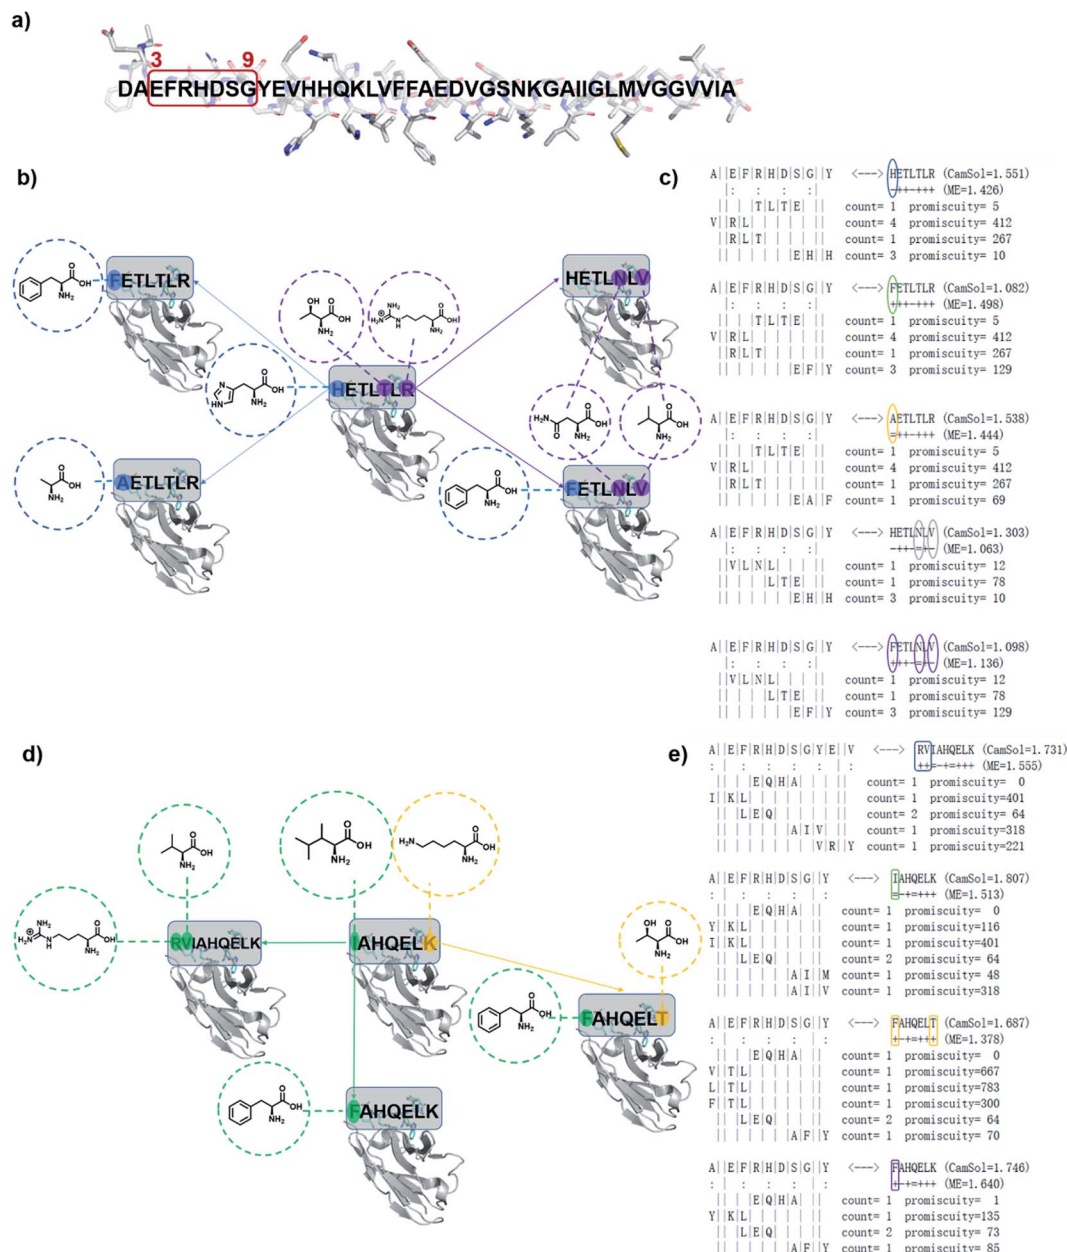 a)
3 9
DAEFRHDSGYEVHHQKLVFFAEDVGSNKGAIIGLMVGGVVIA
b)
FETLTLR
HETLNLV
HETLTLR
AETLTLR
FETLNLV
c)
A||E|F|R|H|D|S|G||Y <---> HETLTLR (CamSol=1.551)
|: : : :| -++-+++ (ME=1.426)
|| | |T|L|T|E| || count= 1 promiscuity= 5
V ||R|L| | | | | || count= 4 promiscuity= 412
||R|L|T | | | | || count= 1 promiscuity= 267
|| | | | | |E|H||H count= 3 promiscuity= 10
A||E|F|R|H|D|S|G||Y <---> FETLTLR (CamSol=1.082)
|: : : :| ++--+++ (ME=1.498)
|| | |T|L|T|E| || count= 1 promiscuity= 5
V ||R|L| | | | | || count= 4 promiscuity= 412
||R|L|T | | | | || count= 1 promiscuity= 267
|| | | | | |E|F||Y count= 3 promiscuity= 129
A||E|F|R|H|D|S|G||Y <---> AETLTLR (CamSol=1.538)
|: : : :| =++-+++ (ME=1.444)
|| | |T|L|T|E| || count= 1 promiscuity= 5
V ||R|L| | | | | || count= 4 promiscuity= 412
||R|L|T | | | | || count= 1 promiscuity= 267
|| | | | | |E|A||F count= 1 promiscuity= 69
A||E|F|R|H|D|S|G||Y <---> HETLNLV (CamSol=1.303)
|: : : :| -++-=+- (ME=1.063)
||V|L|N|L| | | || count= 1 promiscuity= 12
|| | | |L|T|E| || count= 1 promiscuity= 78
|| | | | | |E|H||H count= 3 promiscuity= 10
A||E|F|R|H|D|S|G||Y <---> FETLNLV (CamSol=1.098)
|: : : :| +++-=+- (ME=1.136)
||V|L|N|L| | | || count= 1 promiscuity= 12
|| | | |L|T|E| || count= 1 promiscuity= 78
|| | | | | |E|F||Y count= 3 promiscuity= 129
d)
RVIAHQELK
IAHQELK
FAHQELT
FAHQELK
e)
A||E|F|R|H|D|S|G|Y|E||V <---> RVIAHQELK (CamSol=1.731)
: : : : | : ++=-+=+++ (ME=1.555)
|| | |E|Q|H|A| | | || count= 1 promiscuity= 0
I ||K|L| | | | | | | || count= 1 promiscuity=401
|| |L|E|Q| | | | | || count= 2 promiscuity= 64
|| | | | | |A|I|V || count= 1 promiscuity=318
|| | | | | | | |V|R||Y count= 1 promiscuity=221
A||E|F|R|H|D|S|G||Y <---> IAHQELK (CamSol=1.807)
: : : : : =-+=+++ (ME=1.513)
|| | |E|Q|H|A| || count= 1 promiscuity= 0
Y ||K|L| | | | | || count= 1 promiscuity=116
I ||K|L| | | | | || count= 1 promiscuity=401
|| |L|E|Q| | | || count= 2 promiscuity= 64
|| | | | | |A|I||M count= 1 promiscuity= 48
|| | | | | |A|I||V count= 1 promiscuity=318
A||E|F|R|H|D|S|G||Y <---> FAHQELT (CamSol=1.687)
: : : : : +-+=+++ (ME=1.378)
|| | |E|Q|H|A| || count= 1 promiscuity= 0
V ||T|L| | | | | || count= 1 promiscuity=667
L ||T|L| | | | | || count= 1 promiscuity=783
F ||T|L| | | | | || count= 1 promiscuity=300
|| |L|E|Q| | | || count= 2 promiscuity= 64
|| | | | | |A|F||Y count= 1 promiscuity= 70
A||E|F|R|H|D|S|G||Y <---> FAHQELK (CamSol=1.746)
: : : : : +-+=+++ (ME=1.640)
|| | |E|Q|H|A| || count= 1 promiscuity= 1
Y ||K|L| | | | | || count= 1 promiscuity=135
|| |L|E|Q| | | || count= 2 promiscuity= 73
|| | | | | |A|F||Y count= 1 promiscuity= 85